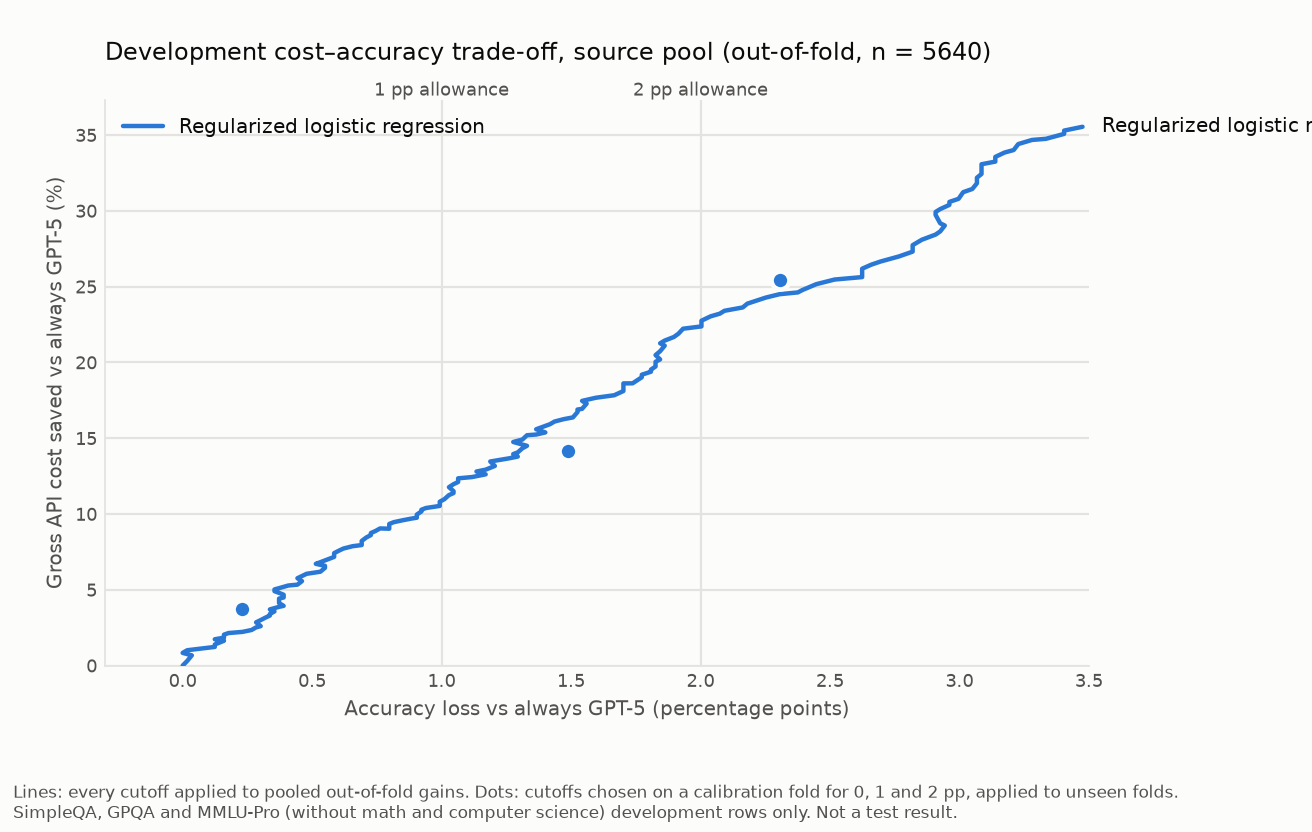 Development cost–accuracy trade-off, source pool (out-of-fold, n = 5640)
1 pp allowance
2 pp allowance
Regularized logistic regression
Regularized logistic r
35
30
25
20
15
10
5
0
Gross API cost saved vs always GPT-5 (%)
0.0
0.5
1.0
1.5
2.0
2.5
3.0
3.5
Accuracy loss vs always GPT-5 (percentage points)
Lines: every cutoff applied to pooled out-of-fold gains. Dots: cutoffs chosen on a calibration fold for 0, 1 and 2 pp, applied to unseen folds.
SimpleQA, GPQA and MMLU-Pro (without math and computer science) development rows only. Not a test result.